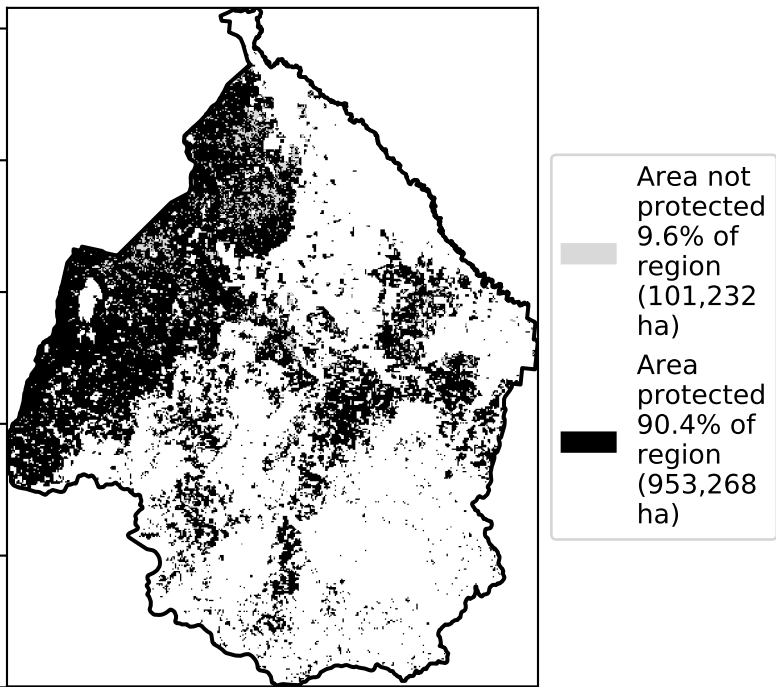 Area not
protected
9.6% of
region
(101,232
ha)
Area
protected
90.4% of
region
(953,268
ha)